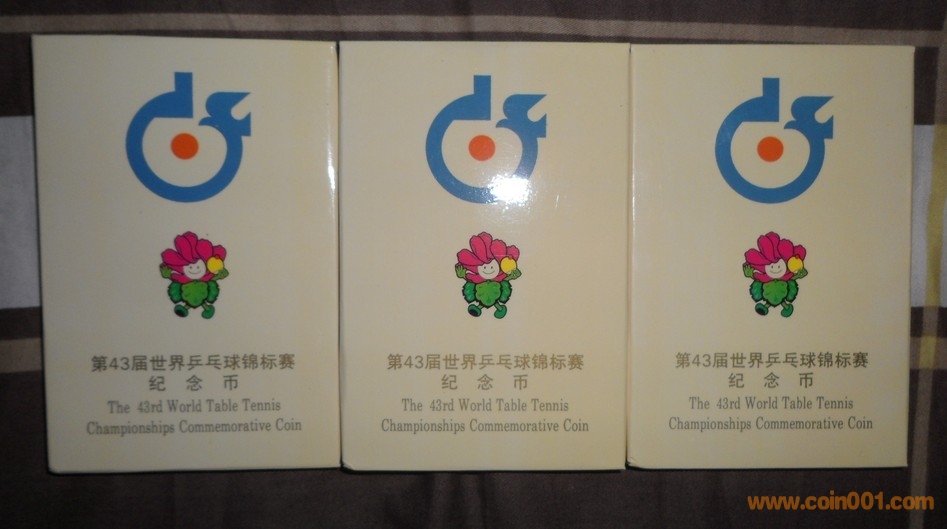 第43届世界乒乓球锦标赛
纪念币
The 43rd World Table Tennis
Championships Commemorative Coin
第43届世界乒乓球锦标赛
纪念币
The 43rd World Table Tennis
Championships Commemorative Coin
第43届世界乒乓球锦标赛
纪念币
The 43rd World Table Tennis
Championships Commemorative Coin
www.coin001.com